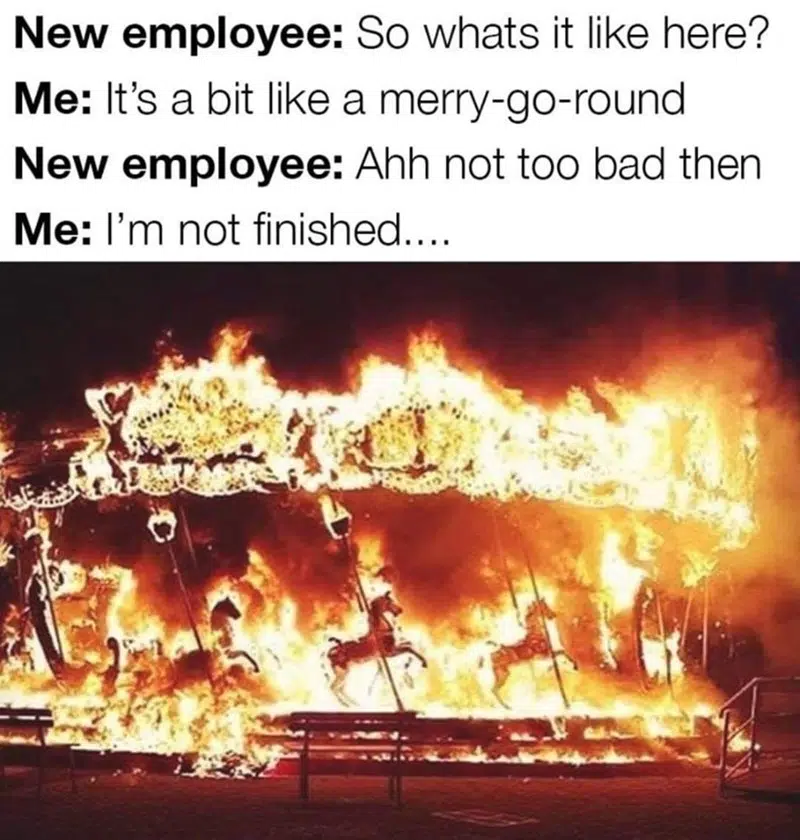 New employee: So whats it like here?
Me: It’s a bit like a merry-go-round
New employee: Ahh not too bad then
Me: I’m not finished....